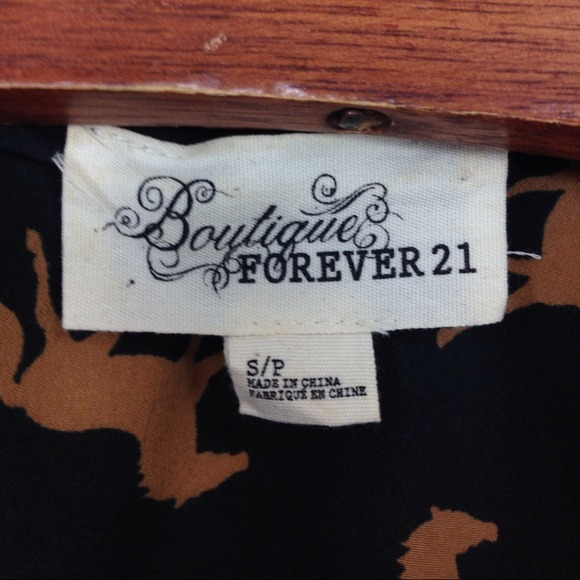 Boutique
FOREVER 21
S/P
MADE IN CHINA
FABRIQUÉ EN CHINE